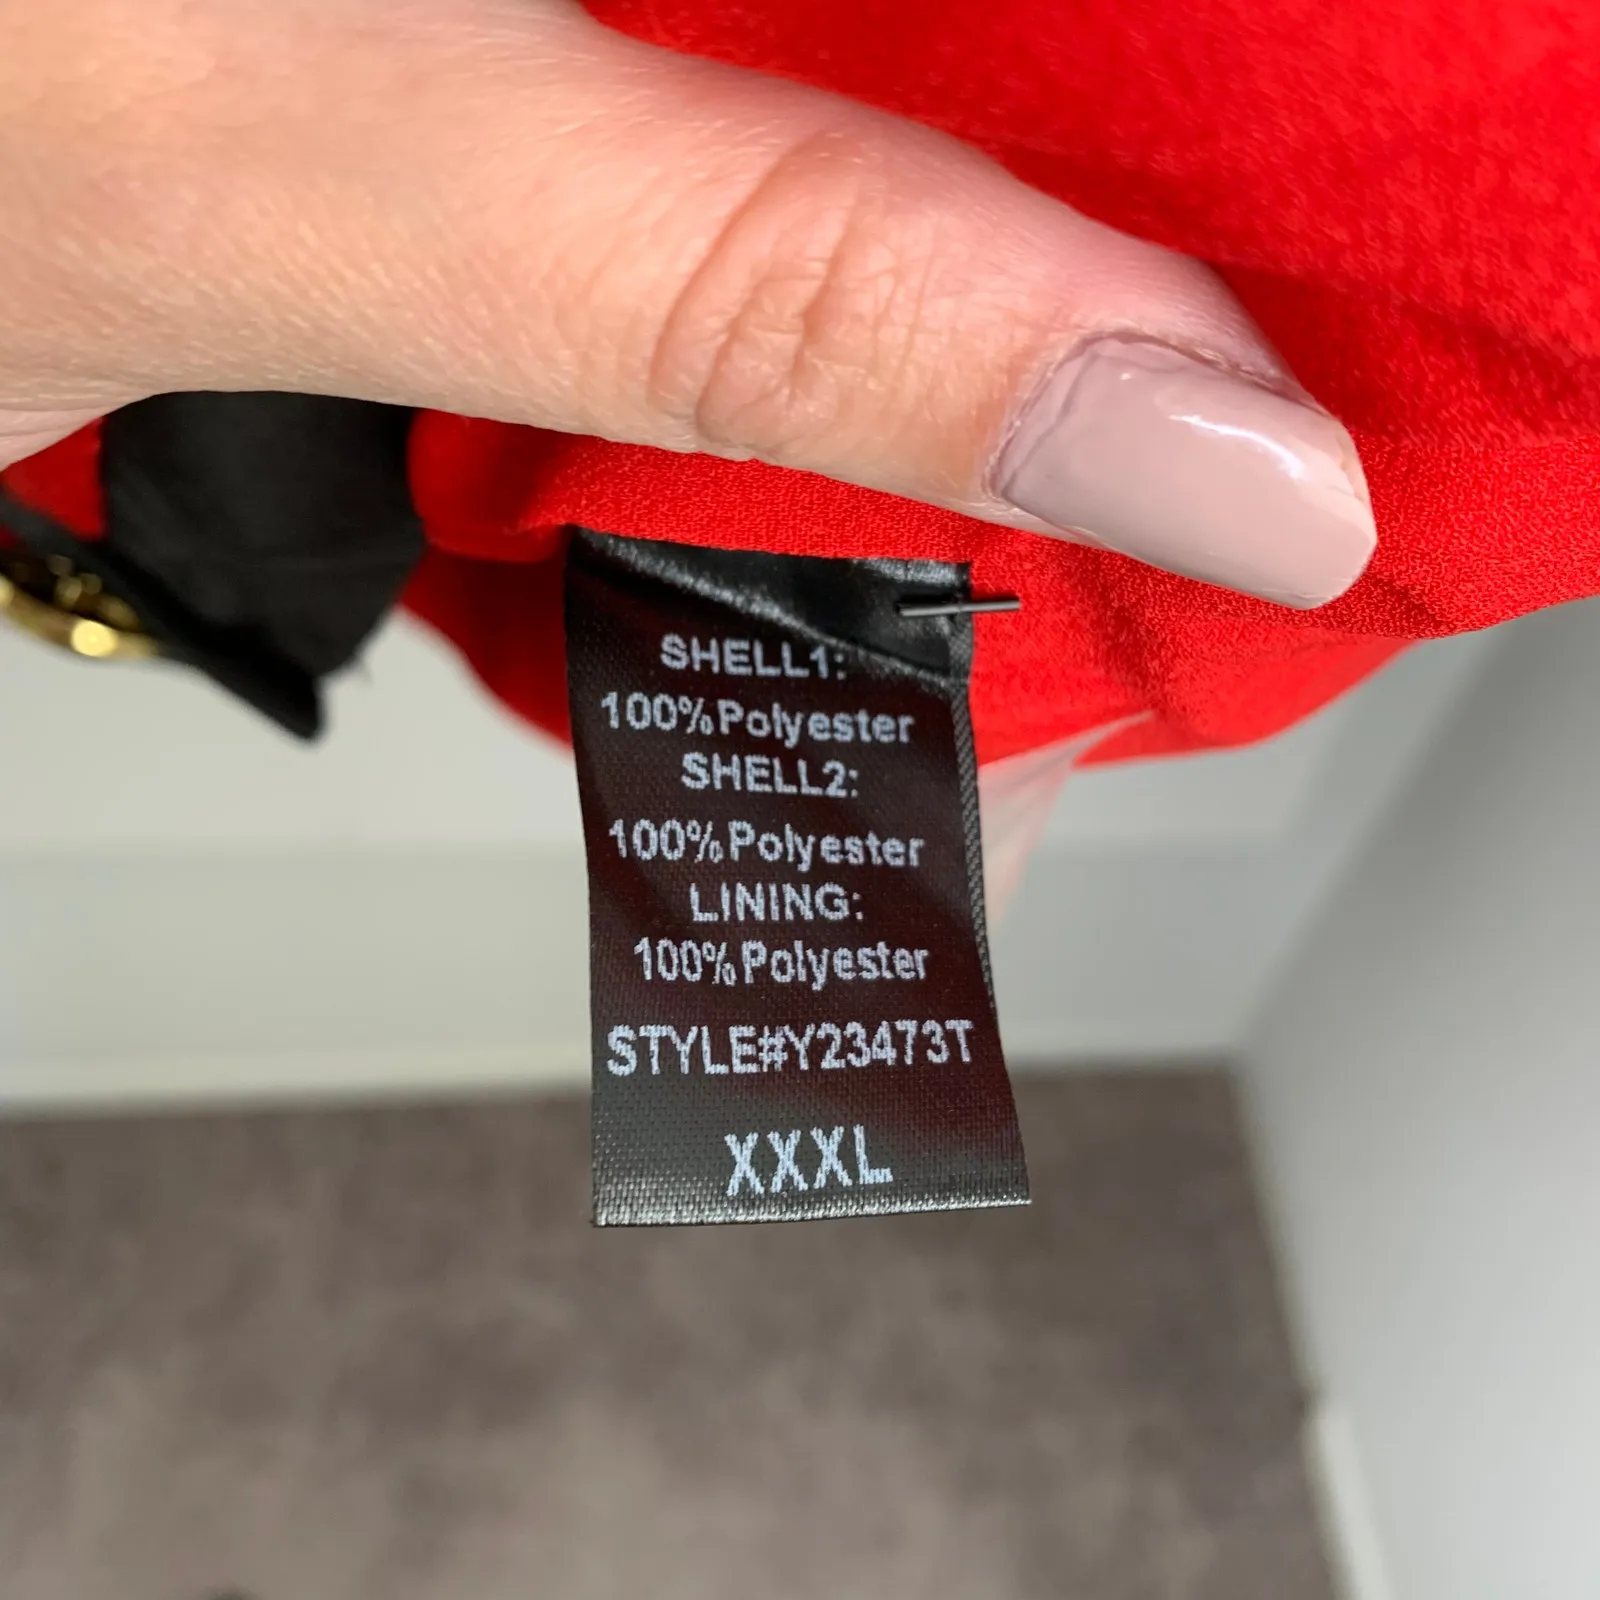 SHELL1:
100%Polyester
SHELL2:
100%Polyester
LINING:
100%Polyester
STYLE#Y23473T
XXXL